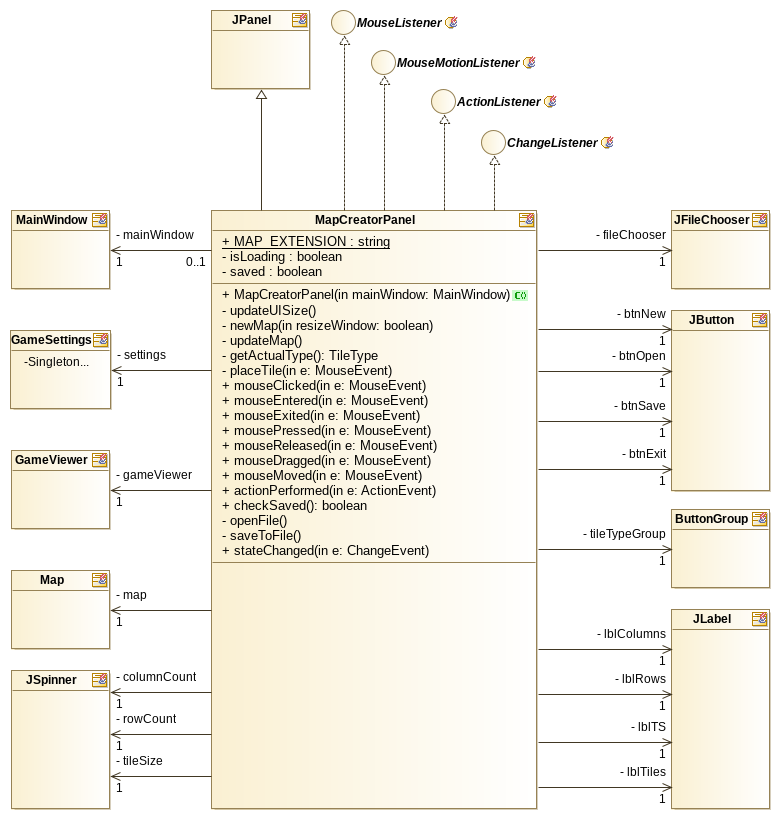 JPanel
MouseListener
MouseMotionListener
ActionListener
ChangeListener
MainWindow
- mainWindow
1
0..1
GameSettings
-Singleton...
- settings
1
GameViewer
- gameViewer
1
Map
- map
1
JSpinner
- columnCount
1
- rowCount
1
- tileSize
1
MapCreatorPanel
+ MAP_EXTENSION : string
- isLoading : boolean
- saved : boolean
+ MapCreatorPanel(in mainWindow: MainWindow)
- updateUISize()
- newMap(in resizeWindow: boolean)
- updateMap()
- getActualType(): TileType
- placeTile(in e: MouseEvent)
+ mouseClicked(in e: MouseEvent)
+ mouseEntered(in e: MouseEvent)
+ mouseExited(in e: MouseEvent)
+ mousePressed(in e: MouseEvent)
+ mouseReleased(in e: MouseEvent)
+ mouseDragged(in e: MouseEvent)
+ mouseMoved(in e: MouseEvent)
+ actionPerformed(in e: ActionEvent)
+ checkSaved(): boolean
- openFile()
- saveToFile()
+ stateChanged(in e: ChangeEvent)
- fileChooser
1
JFileChooser
- btnNew
1
- btnOpen
1
- btnSave
1
- btnExit
1
JButton
- tileTypeGroup
1
ButtonGroup
- lblColumns
1
- lblRows
1
- lblTS
1
- lblTiles
1
JLabel